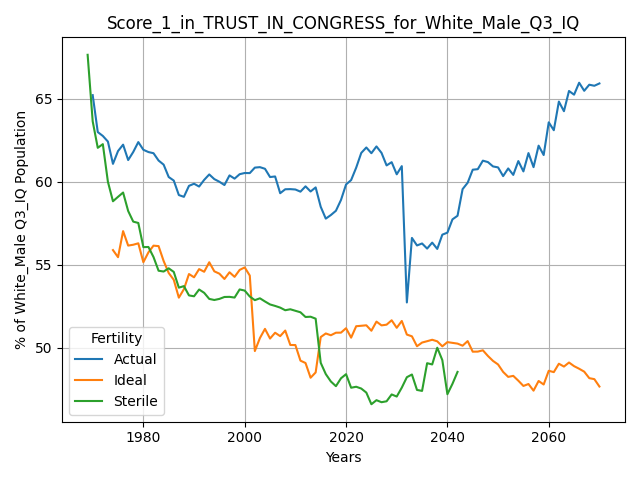 Score_1_in_TRUST_IN_CONGRESS_for_White_Male_Q3_IQ
% of White_Male Q3_IQ Population
65
60
55
50
Fertility
Actual
Ideal
Sterile
1980 2000 2020 2040 2060
Years